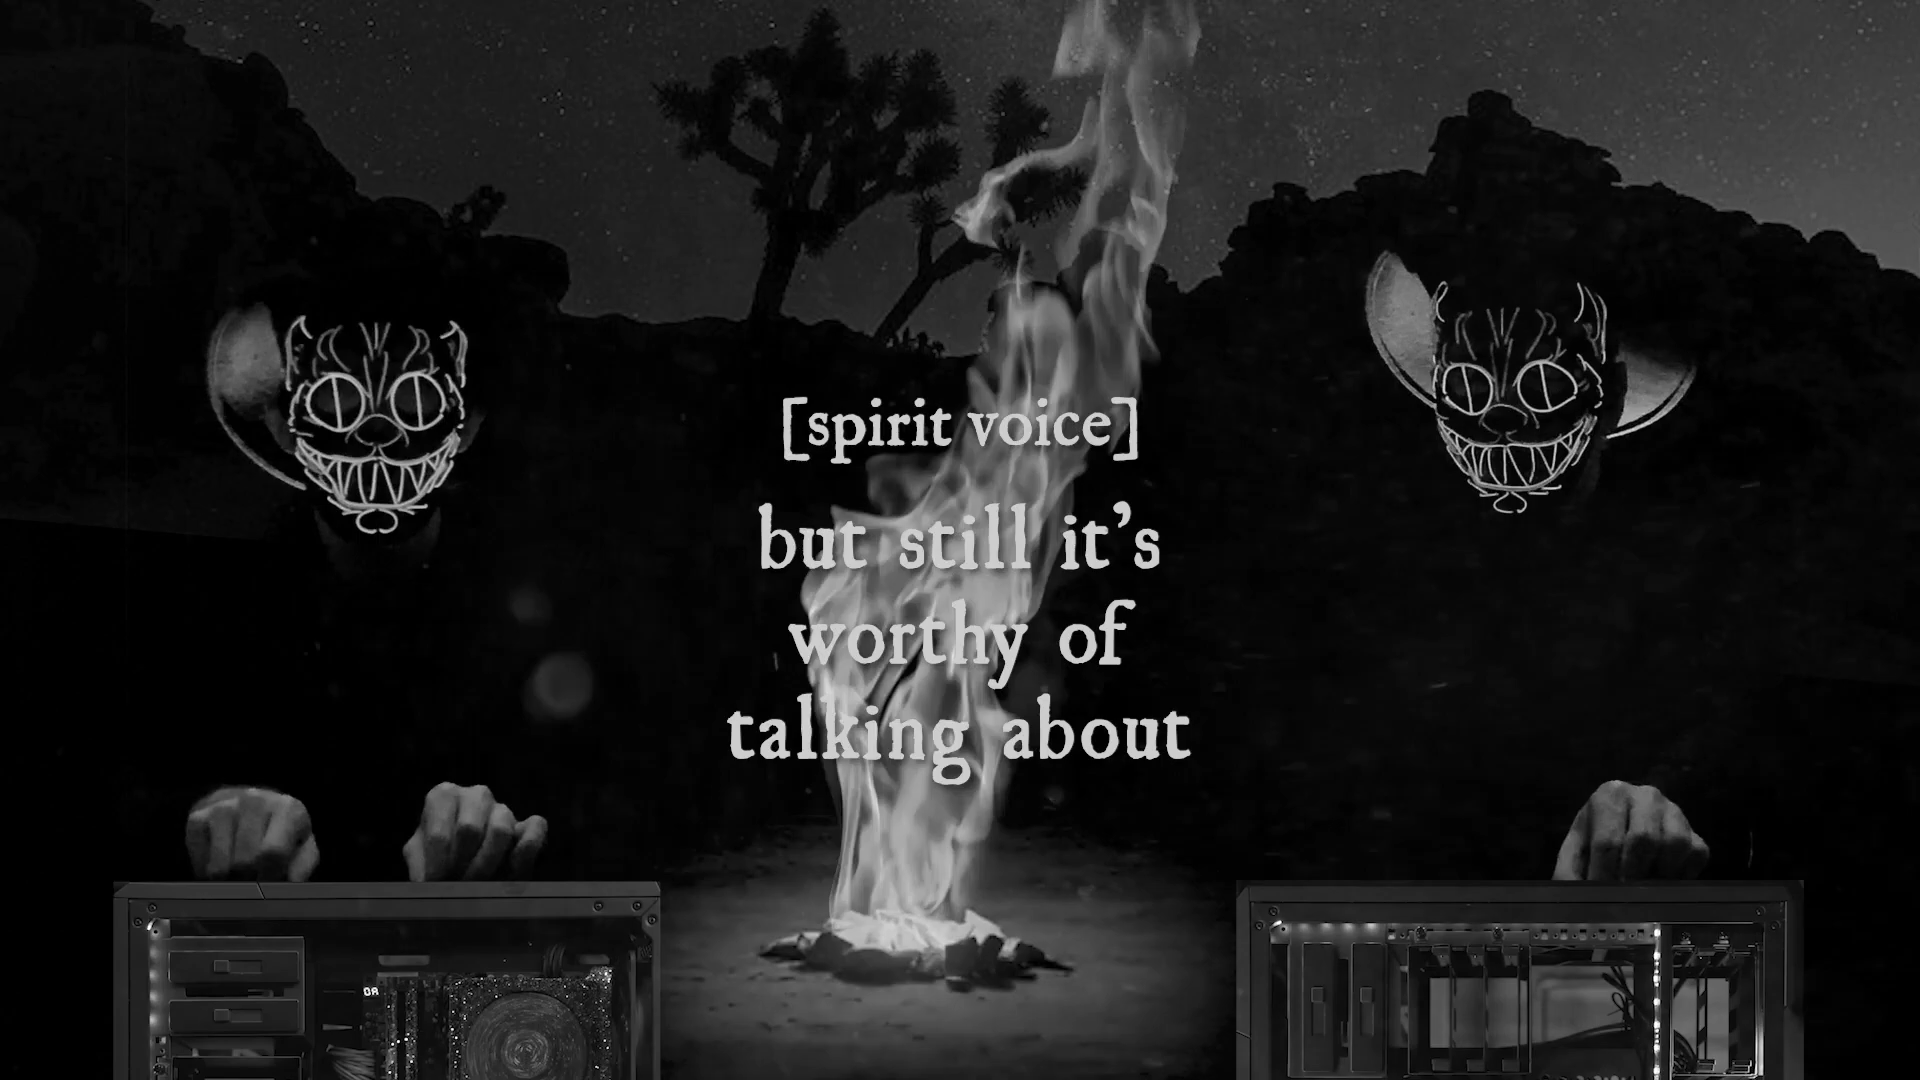 [spirit voice]
but still it’s
worthy of
talking about